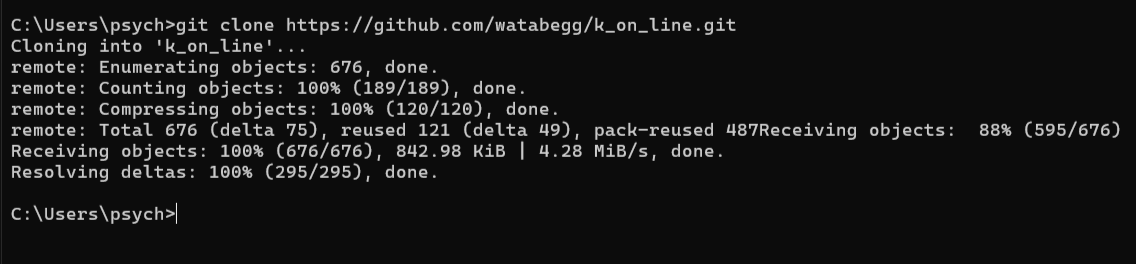 C:\Users\psych>git clone https://github.com/watabegg/k_on_line.git
Cloning into 'k_on_line'...
remote: Enumerating objects: 676, done.
remote: Counting objects: 100% (189/189), done.
remote: Compressing objects: 100% (120/120), done.
remote: Total 676 (delta 75), reused 121 (delta 49), pack-reused 487Receiving objects:  88% (595/676)
Receiving objects: 100% (676/676), 842.98 KiB | 4.28 MiB/s, done.
Resolving deltas: 100% (295/295), done.
C:\Users\psych>